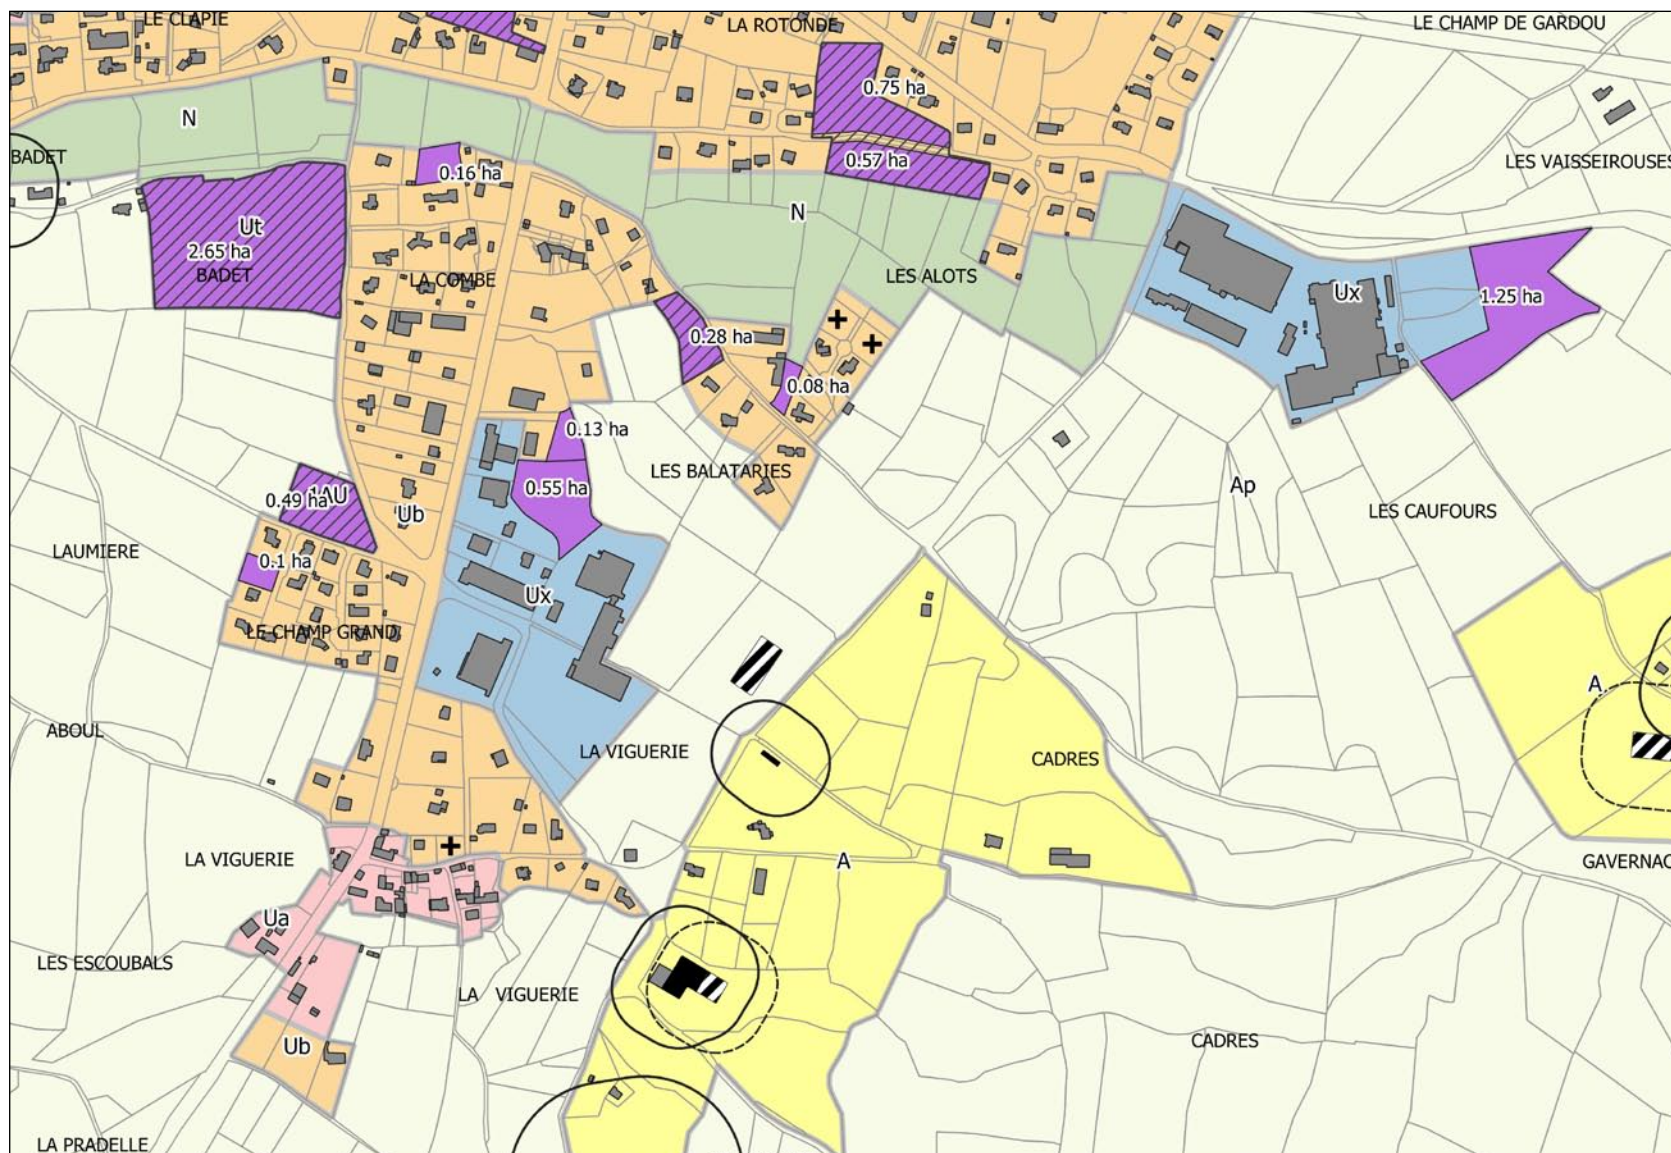 LE CLAPIE
LA ROTONDE
LE CHAMP DE GARDOU
0.75 ha
N
BADET
0.57 ha
LES VAISSEIROUSES
0.16 ha
N
Ut
2.65 ha
BADET
LA COMBE
LES ALOTS
Ux
1.25 ha
0.28 ha
0.08 ha
0.13 ha
LES BALATARIES
0.55 ha
Ap
0.49 ha
1AU
Ub
LES CAUFOURS
LAUMIERE
0.1 ha
Ux
LE CHAMP GRAND
A
ABOUL
LA VIGUERIE
CADRES
LA VIGUERIE
A
GAVERNAC
Ua
LES ESCOUBALS
LA VIGUERIE
Ub
CADRES
LA PRADELLE